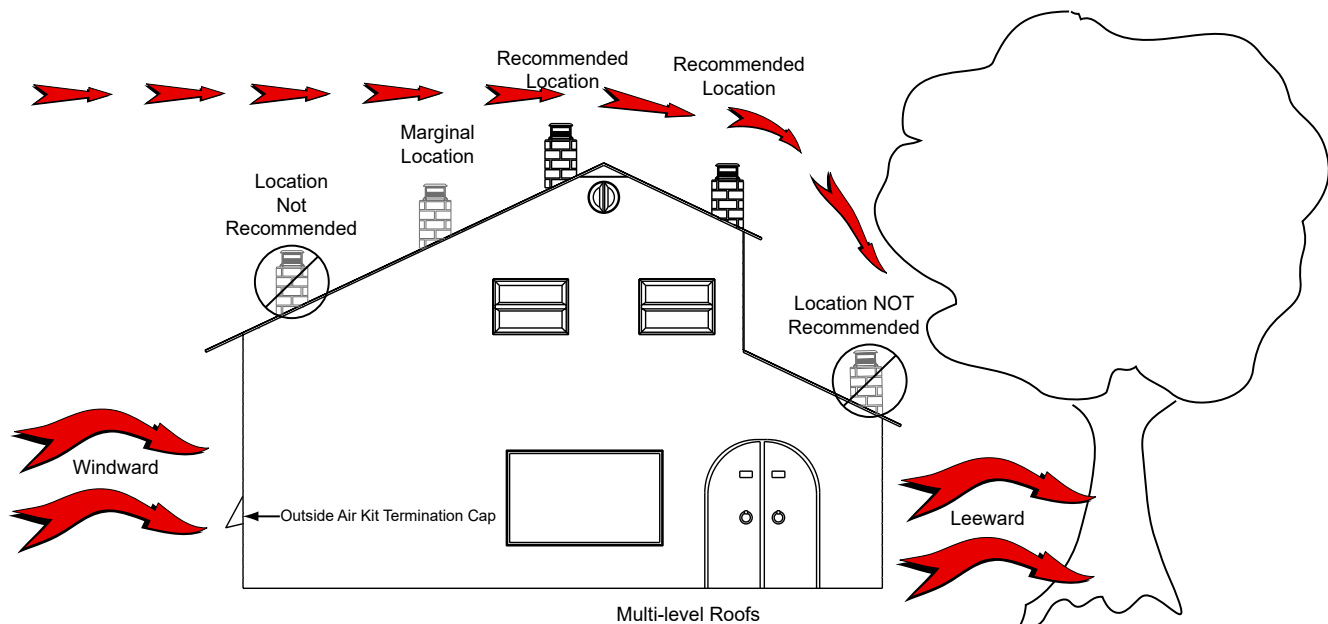 Recommended
Location
Recommended
Location
Marginal
Location
Location
Not
Recommended
Location NOT
Recommended
Windward
Outside Air Kit Termination Cap
Leeward
Multi-level Roofs